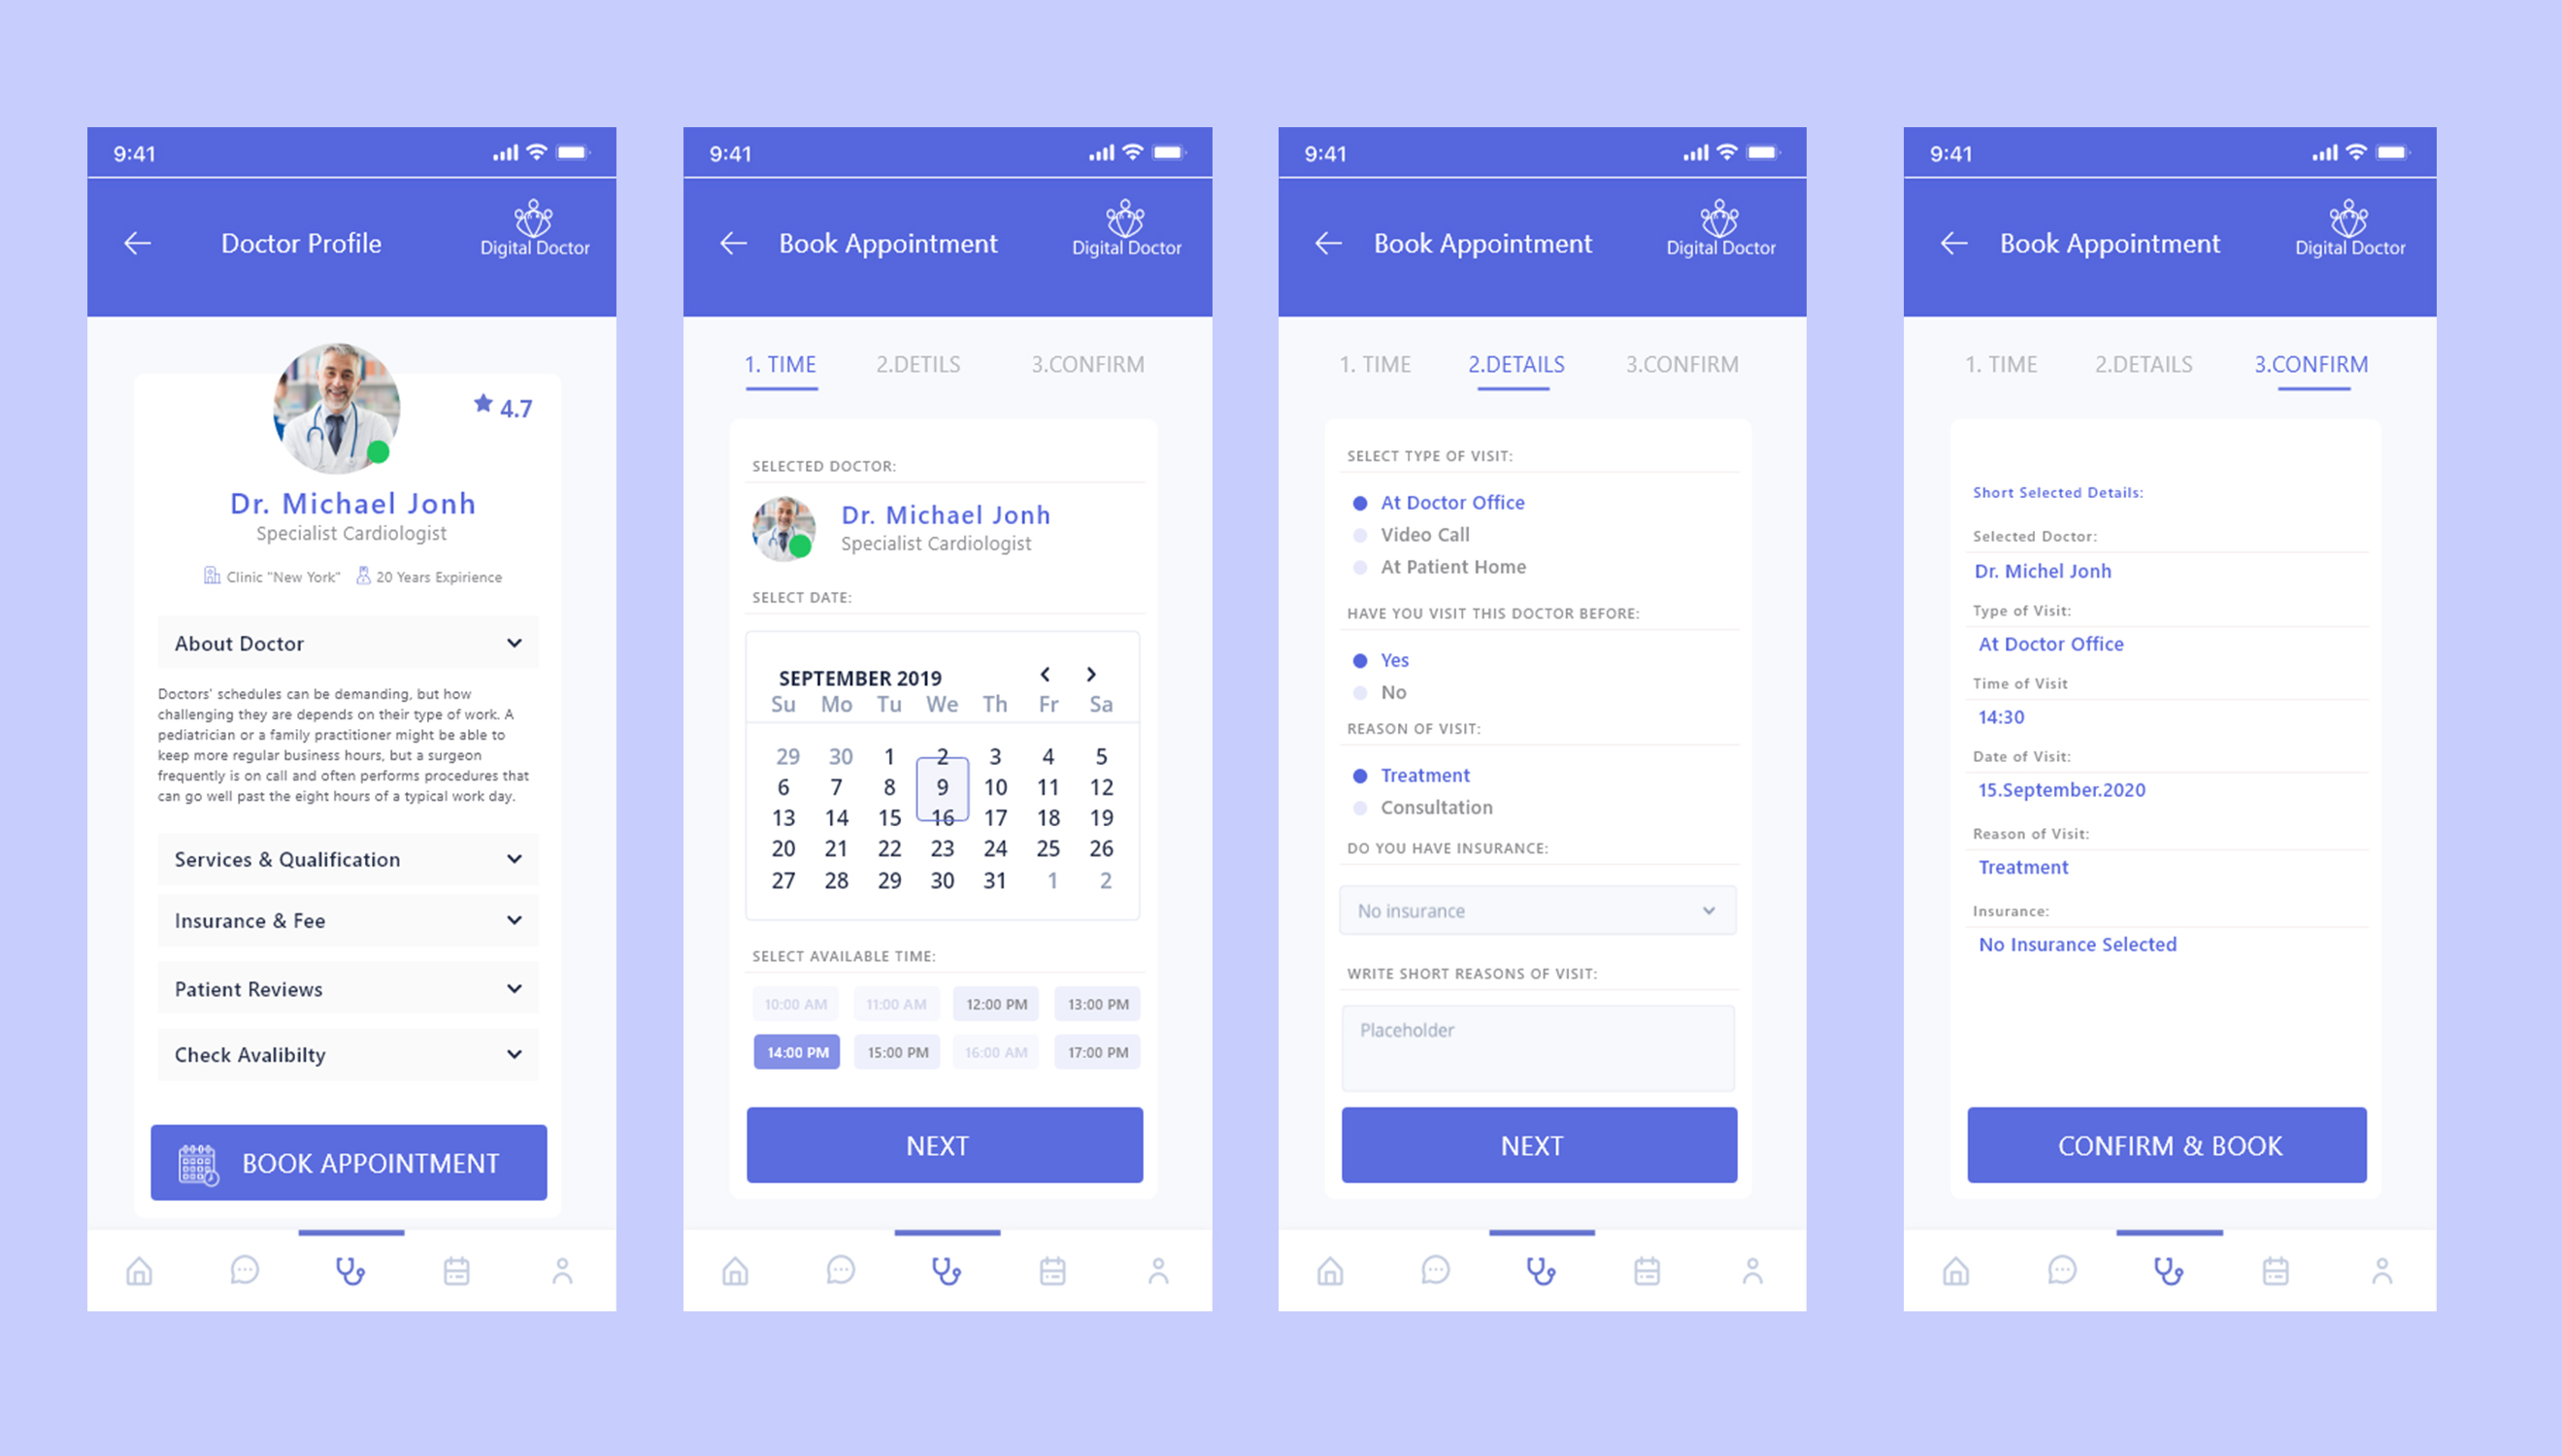 9:41
Doctor Profile
Digital Doctor
4.7
Dr. Michael Jonh
Specialist Cardiologist
Clinic "New York" 20 Years Expirience
About Doctor
Doctors' schedules can be demanding, but how
challenging they are depends on their type of work. A
pediatrician or a family practitioner might be able to
keep more regular business hours, but a surgeon
frequently is on call and often performs procedures that
can go well past the eight hours of a typical work day.
Services & Qualification
Insurance & Fee
Patient Reviews
Check Avalibilty
BOOK APPOINTMENT
9:41
Book Appointment
Digital Doctor
1. TIME 2.DETILS 3.CONFIRM
SELECTED DOCTOR:
Dr. Michael Jonh
Specialist Cardiologist
SELECT DATE:
SEPTEMBER 2019
Su Mo Tu We Th Fr Sa
29 30 1 2 3 4 5
6 7 8 9 10 11 12
13 14 15 16 17 18 19
20 21 22 23 24 25 26
27 28 29 30 31 1 2
SELECT AVAILABLE TIME:
10:00 AM 11:00 AM 12:00 PM 13:00 PM
14:00 PM 15:00 PM 16:00 AM 17:00 PM
NEXT
9:41
Book Appointment
Digital Doctor
1. TIME 2.DETAILS 3.CONFIRM
SELECT TYPE OF VISIT:
At Doctor Office
Video Call
At Patient Home
HAVE YOU VISIT THIS DOCTOR BEFORE:
Yes
No
REASON OF VISIT:
Treatment
Consultation
DO YOU HAVE INSURANCE:
No insurance
WRITE SHORT REASONS OF VISIT:
Placeholder
NEXT
9:41
Book Appointment
Digital Doctor
1. TIME 2.DETAILS 3.CONFIRM
Short Selected Details:
Selected Doctor:
Dr. Michel Jonh
Type of Visit:
At Doctor Office
Time of Visit
14:30
Date of Visit:
15.September.2020
Reason of Visit:
Treatment
Insurance:
No Insurance Selected
CONFIRM & BOOK